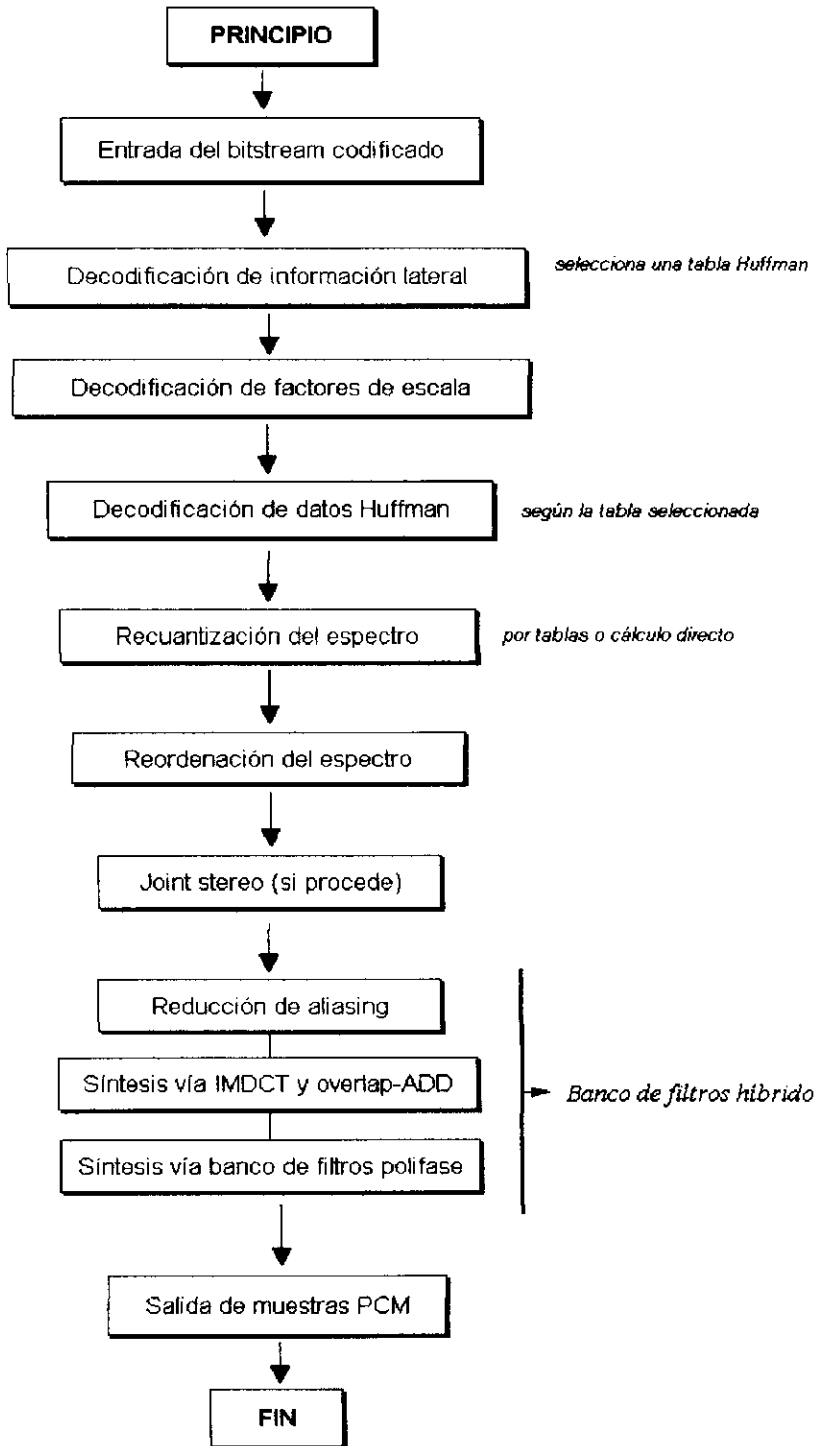 PRINCIPIO
Entrada del bitstream codificado
Decodificación de información lateral
selecciona una tabla Huffman
Decodificación de factores de escala
Decodificación de datos Huffman
según la tabla seleccionada
Recuantización del espectro
por tablas o cálculo directo
Reordenación del espectro
Joint stereo (si procede)
Reducción de aliasing
Síntesis vía IMDCT y overlap-ADD
Banco de filtros híbrido
Síntesis vía banco de filtros polifase
Salida de muestras PCM
FIN